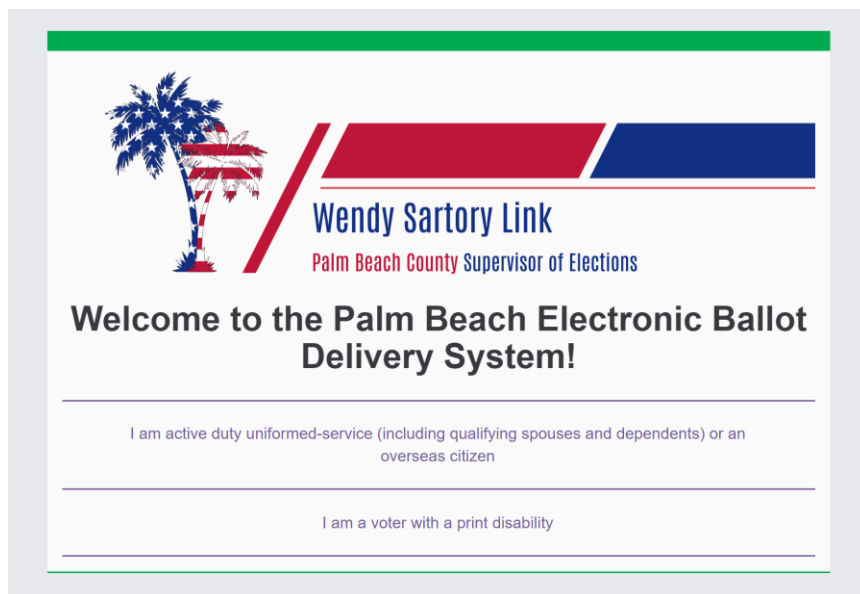 Wendy Sartory Link
Palm Beach County Supervisor of Elections
Welcome to the Palm Beach Electronic Ballot
Delivery System!
I am active duty uniformed-service (including qualifying spouses and dependents) or an
overseas citizen
I am a voter with a print disability